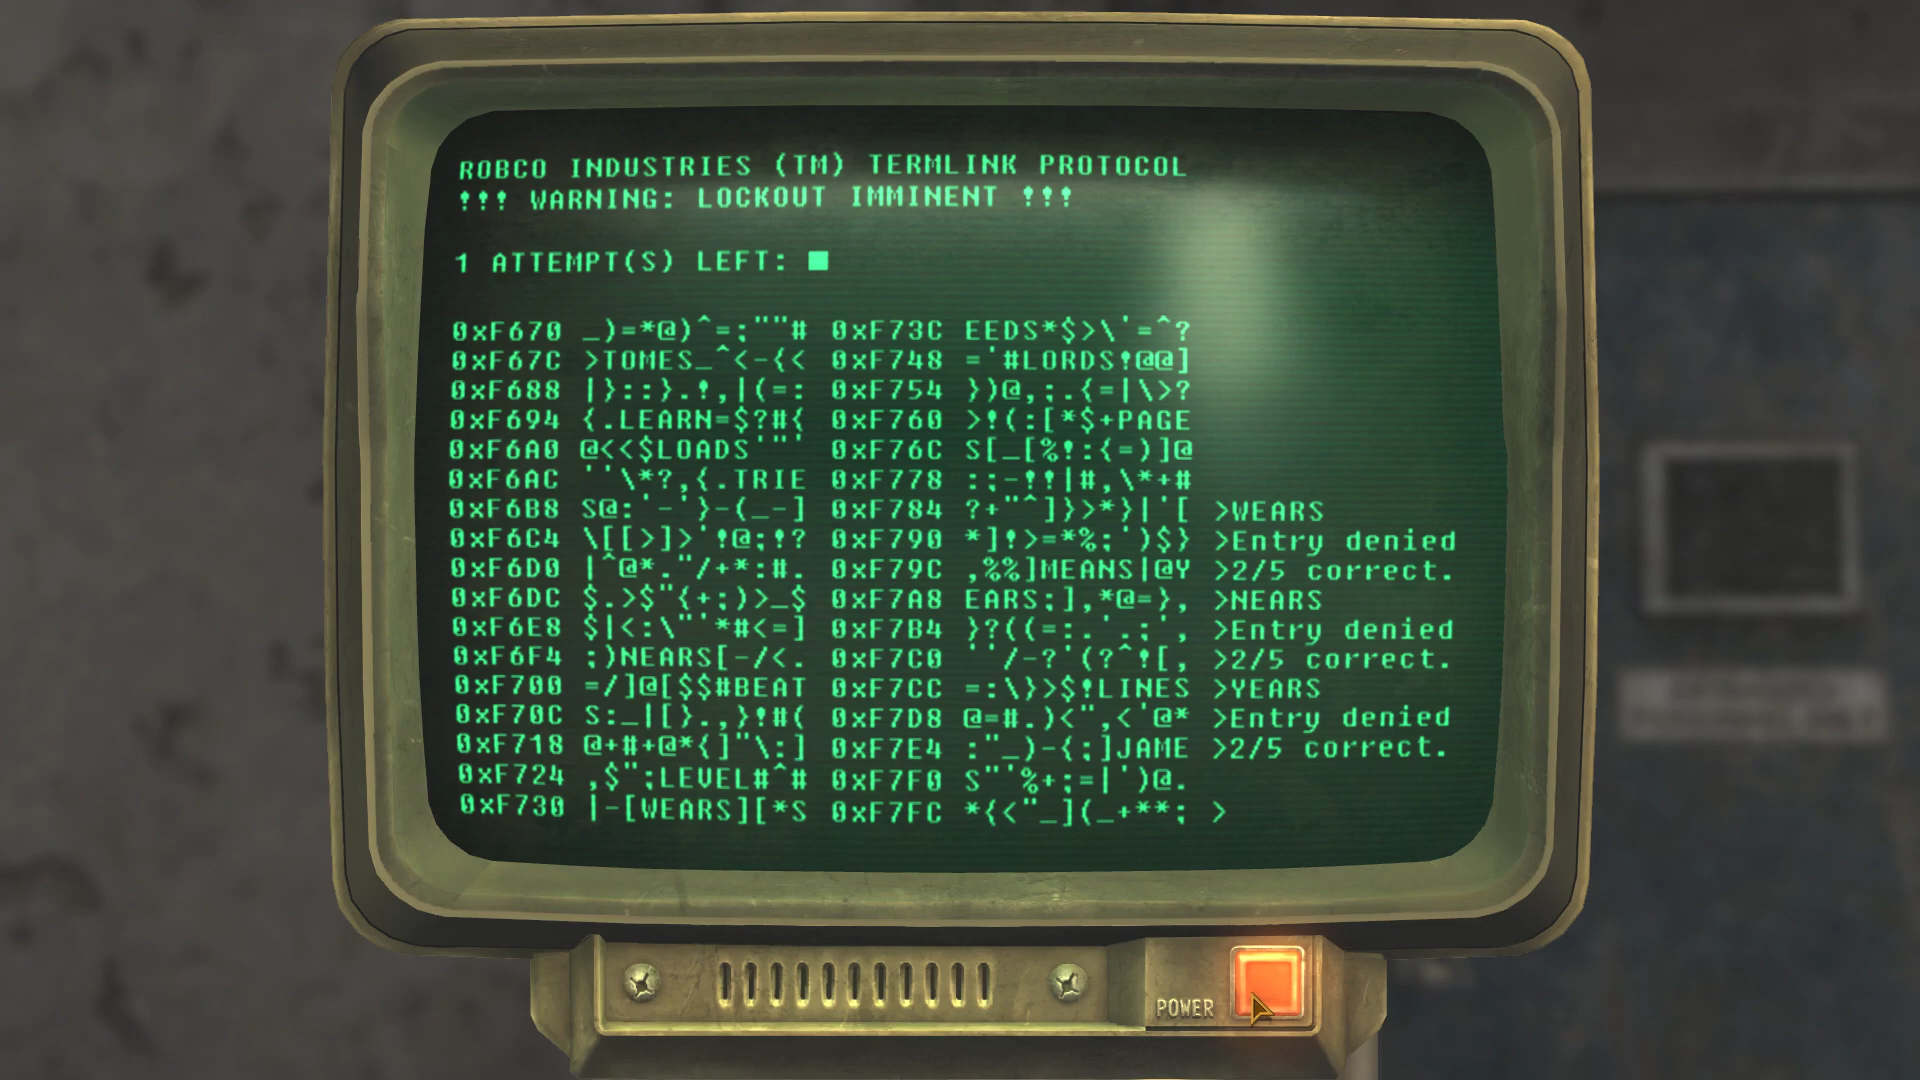 ROBCO INDUSTRIES (TM) TERMLINK PROTOCOL
!!! WARNING: LOCKOUT IMMINENT !!!
1 ATTEMPT(S) LEFT:
0xF670 _)=*@)^=;""# 0xF73C EEDS*$>\'=^?
0xF67C >TOMES_^<-{< 0xF748 ='#LORDS!@@]
0xF688 |}::}.!,|(=: 0xF754 })@,;.{=|\>?
0xF694 {.LEARN=$?#{ 0xF760 >!(:[*$+PAGE
0xF6A0 @<<$LOADS'"' 0xF76C S[_[%!:{=)]@
0xF6AC ''\*?,{.TRIE 0xF778 :;-!!|#,\*+#
0xF6B8 S@:'-'}-(_-] 0xF784 ?+"^]}>*}|'[ >WEARS
0xF6C4 \[[>]>'!@;!? 0xF790 *]!>=*%;')$} >Entry denied
0xF6D0 |^@*."/+*:#. 0xF79C ,%%]MEANS|@Y >2/5 correct.
0xF6DC $.>$"{+;)>_$ 0xF7A8 EARS;],*@=}, >NEARS
0xF6E8 $|<:\"'*#<=] 0xF7B4 }?((=:.'.;', >Entry denied
0xF6F4 ;)NEARS[-/<. 0xF7C0 ''/-?'(?^![, >2/5 correct.
0xF700 =/]@[$$#BEAT 0xF7CC =:\}>$!LINES >YEARS
0xF70C S:_|[}.,}!#( 0xF7D8 @=#.)<",<'@* >Entry denied
0xF718 @+#+@*{]"\:] 0xF7E4 :"_)-{;]JAME >2/5 correct.
0xF724 ,$";LEVEL#^# 0xF7F0 S"'%+;=|')@.
0xF730 |-[WEARS][*S 0xF7FC *{<"_](_+**; >
POWER